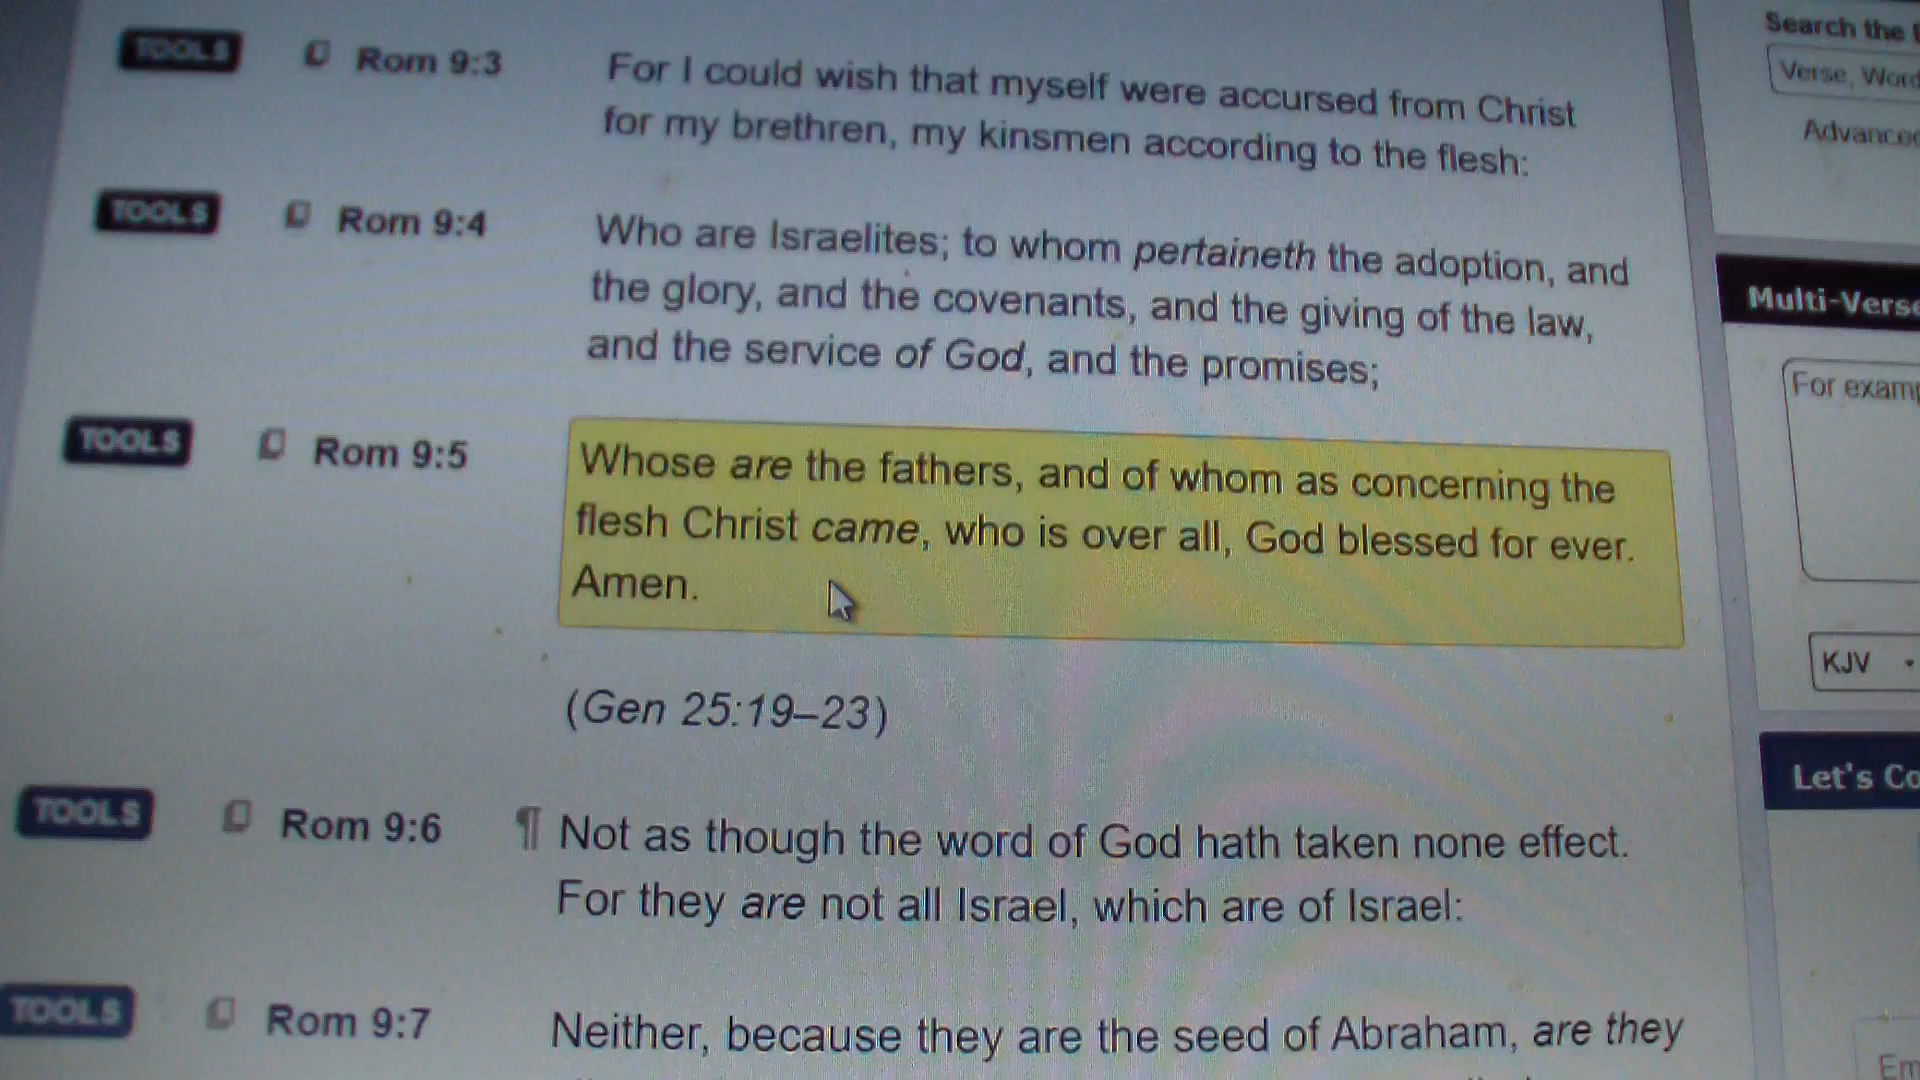 TOOLS Rom 9:3 For I could wish that myself were accursed from Christ
for my brethren, my kinsmen according to the flesh:
TOOLS Rom 9:4 Who are Israelites; to whom pertaineth the adoption, and
the glory, and the covenants, and the giving of the law,
and the service of God, and the promises;
TOOLS Rom 9:5 Whose are the fathers, and of whom as concerning the
flesh Christ came, who is over all, God blessed for ever.
Amen.
(Gen 25:19–23)
TOOLS Rom 9:6 ¶ Not as though the word of God hath taken none effect.
For they are not all Israel, which are of Israel:
TOOLS Rom 9:7 Neither, because they are the seed of Abraham, are they
Search the
Verse, Word
Advanced
Multi-Verse
For examp
KJV
Let's Co
Em